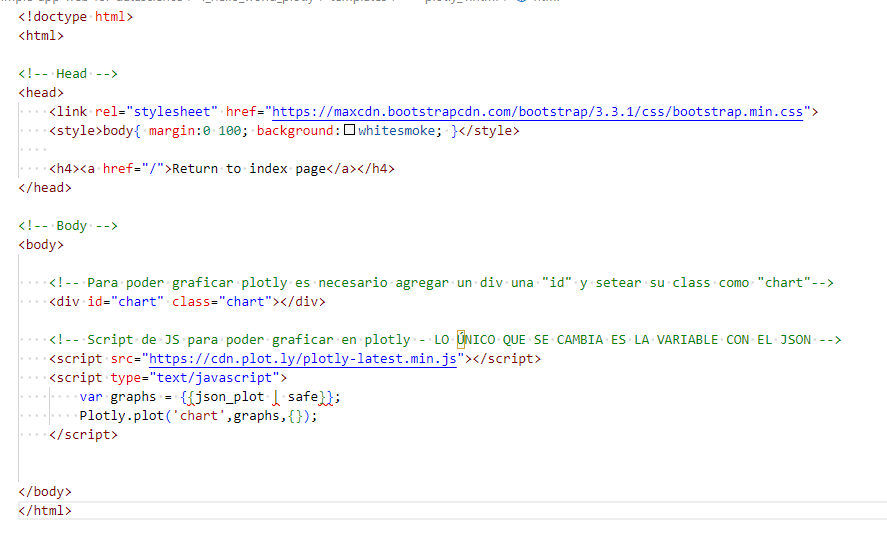 <!doctype html>
<html>
<!-- Head -->
<head>
<link rel="stylesheet" href="https://maxcdn.bootstrapcdn.com/bootstrap/3.3.1/css/bootstrap.min.css">
<style>body{ margin:0 100; background:whitesmoke; }</style>
<h4><a href="/">Return to index page</a></h4>
</head>
<!-- Body -->
<body>
<!-- Para poder graficar plotly es necesario agregar un div una "id" y setear su class como "chart"-->
<div id="chart" class="chart"></div>
<!-- Script de JS para poder graficar en plotly - LO ÚNICO QUE SE CAMBIA ES LA VARIABLE CON EL JSON -->
<script src="https://cdn.plot.ly/plotly-latest.min.js"></script>
<script type="text/javascript">
var graphs = {{json_plot | safe}};
Plotly.plot('chart',graphs,{});
</script>
</body>
</html>